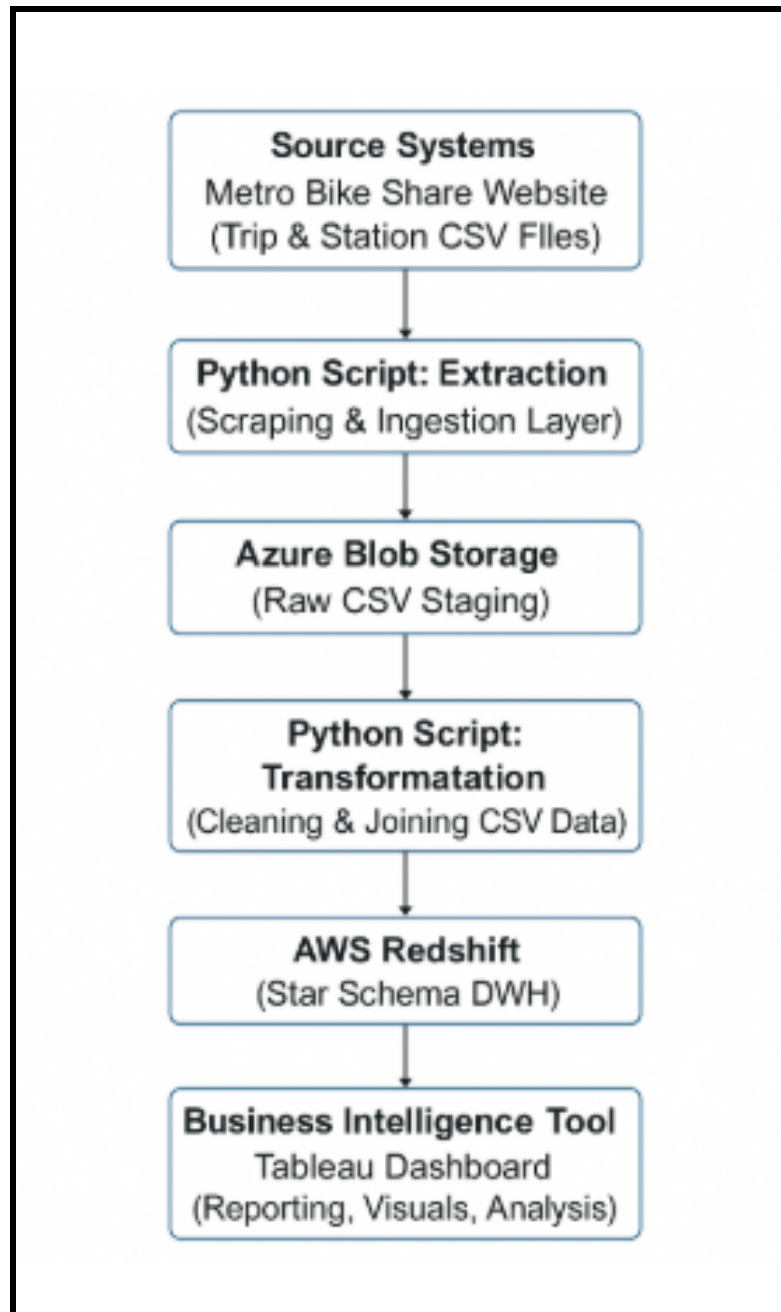 Source Systems
Metro Bike Share Website
(Trip & Station CSV FIles)
Python Script: Extraction
(Scraping & Ingestion Layer)
Azure Blob Storage
(Raw CSV Staging)
Python Script:
Transformatation
(Cleaning & Joining CSV Data)
AWS Redshift
(Star Schema DWH)
Business Intelligence Tool
Tableau Dashboard
(Reporting, Visuals, Analysis)